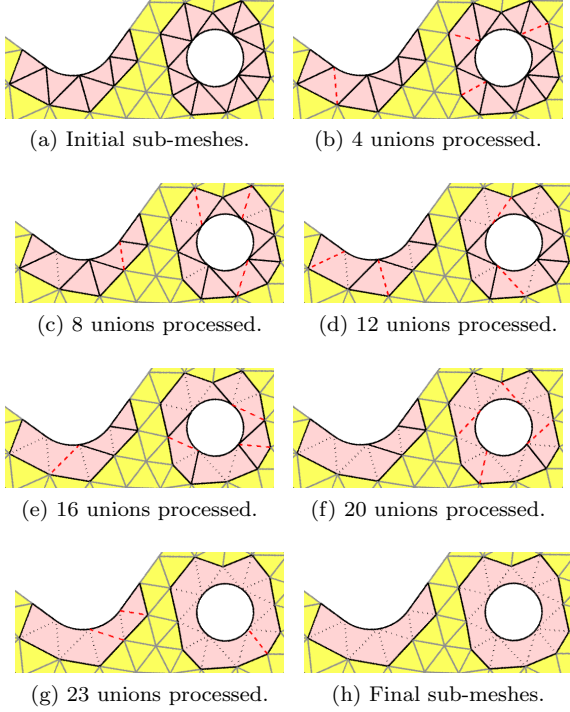 (a) Initial sub-meshes.
(b) 4 unions processed.
(c) 8 unions processed.
(d) 12 unions processed.
(e) 16 unions processed.
(f) 20 unions processed.
(g) 23 unions processed.
(h) Final sub-meshes.